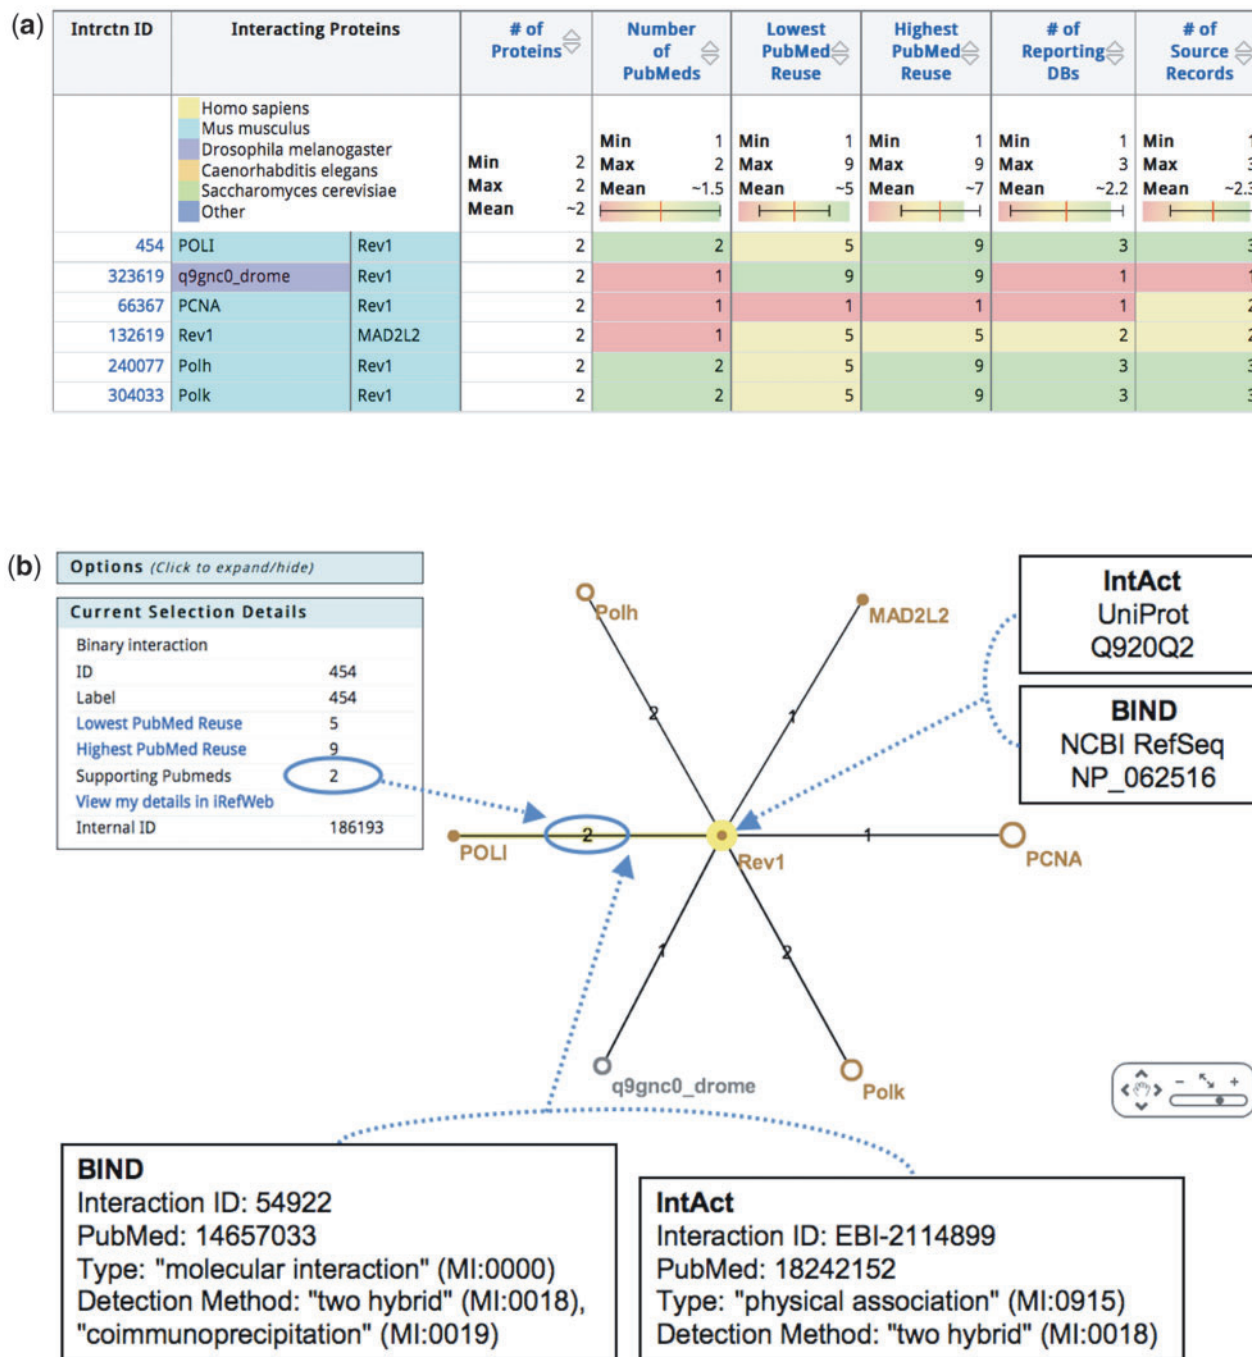 (a)
Intrctn ID Interacting Proteins # of Proteins Number of PubMeds Lowest PubMed Reuse Highest PubMed Reuse # of Reporting DBs # of Source Records
Homo sapiens
Mus musculus
Drosophila melanogaster
Caenorhabditis elegans
Saccharomyces cerevisiae
Other
Min 2 Min 1 Min 1 Min 1 Min 1 Min 1
Max 2 Max 2 Max 9 Max 9 Max 3 Max 3
Mean ~2 Mean ~1.5 Mean ~5 Mean ~7 Mean ~2.2 Mean ~2.3
454 POLI Rev1 2 2 5 9 3 3
323619 q9gnc0_drome Rev1 2 1 9 9 1 1
66367 PCNA Rev1 2 1 1 1 1 2
132619 Rev1 MAD2L2 2 1 5 5 2 2
240077 Polh Rev1 2 2 5 9 3 3
304033 Polk Rev1 2 2 5 9 3 3
(b)
Options (Click to expand/hide)
Current Selection Details
Binary interaction
ID 454
Label 454
Lowest PubMed Reuse 5
Highest PubMed Reuse 9
Supporting Pubmeds 2
View my details in iRefWeb
Internal ID 186193
Polh
MAD2L2
2
1
POLI
2
Rev1
1
PCNA
1
2
q9gnc0_drome
Polk
IntAct
UniProt
Q920Q2
BIND
NCBI RefSeq
NP_062516
- +
BIND
Interaction ID: 54922
PubMed: 14657033
Type: "molecular interaction" (MI:0000)
Detection Method: "two hybrid" (MI:0018),
"coimmunoprecipitation" (MI:0019)
IntAct
Interaction ID: EBI-2114899
PubMed: 18242152
Type: "physical association" (MI:0915)
Detection Method: "two hybrid" (MI:0018)